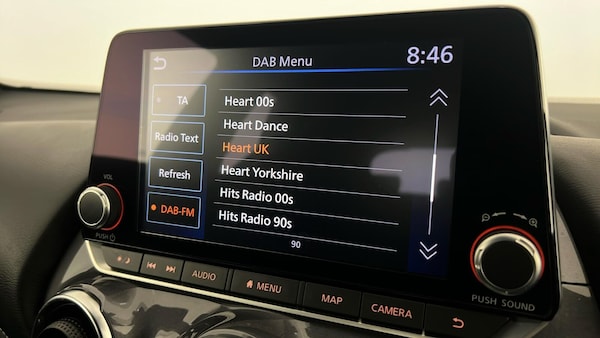 DAB Menu
8:46
TA
Radio Text
Refresh
DAB-FM
Heart 00s
Heart Dance
Heart UK
Heart Yorkshire
Hits Radio 00s
Hits Radio 90s
90
VOL
PUSH
AUDIO
MENU
MAP
CAMERA
PUSH SOUND